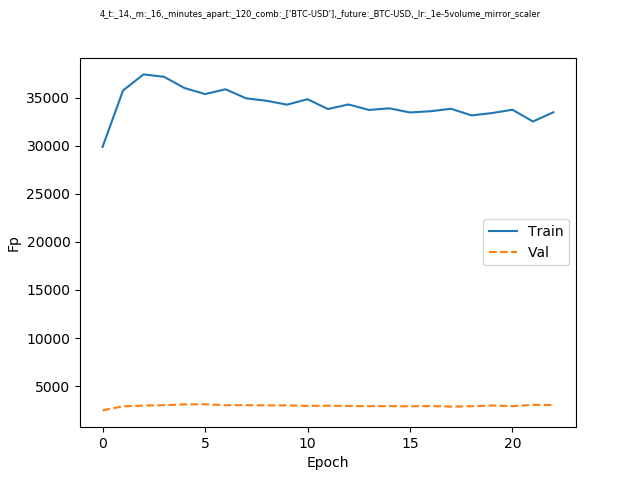 4_t:_14,_m:_16,_minutes_apart:_120_comb:_['BTC-USD'],_future:_BTC-USD,_lr:_1e-5volume_mirror_scaler
35000
30000
25000
20000
15000
10000
5000
Fp
Train
Val
0 5 10 15 20
Epoch